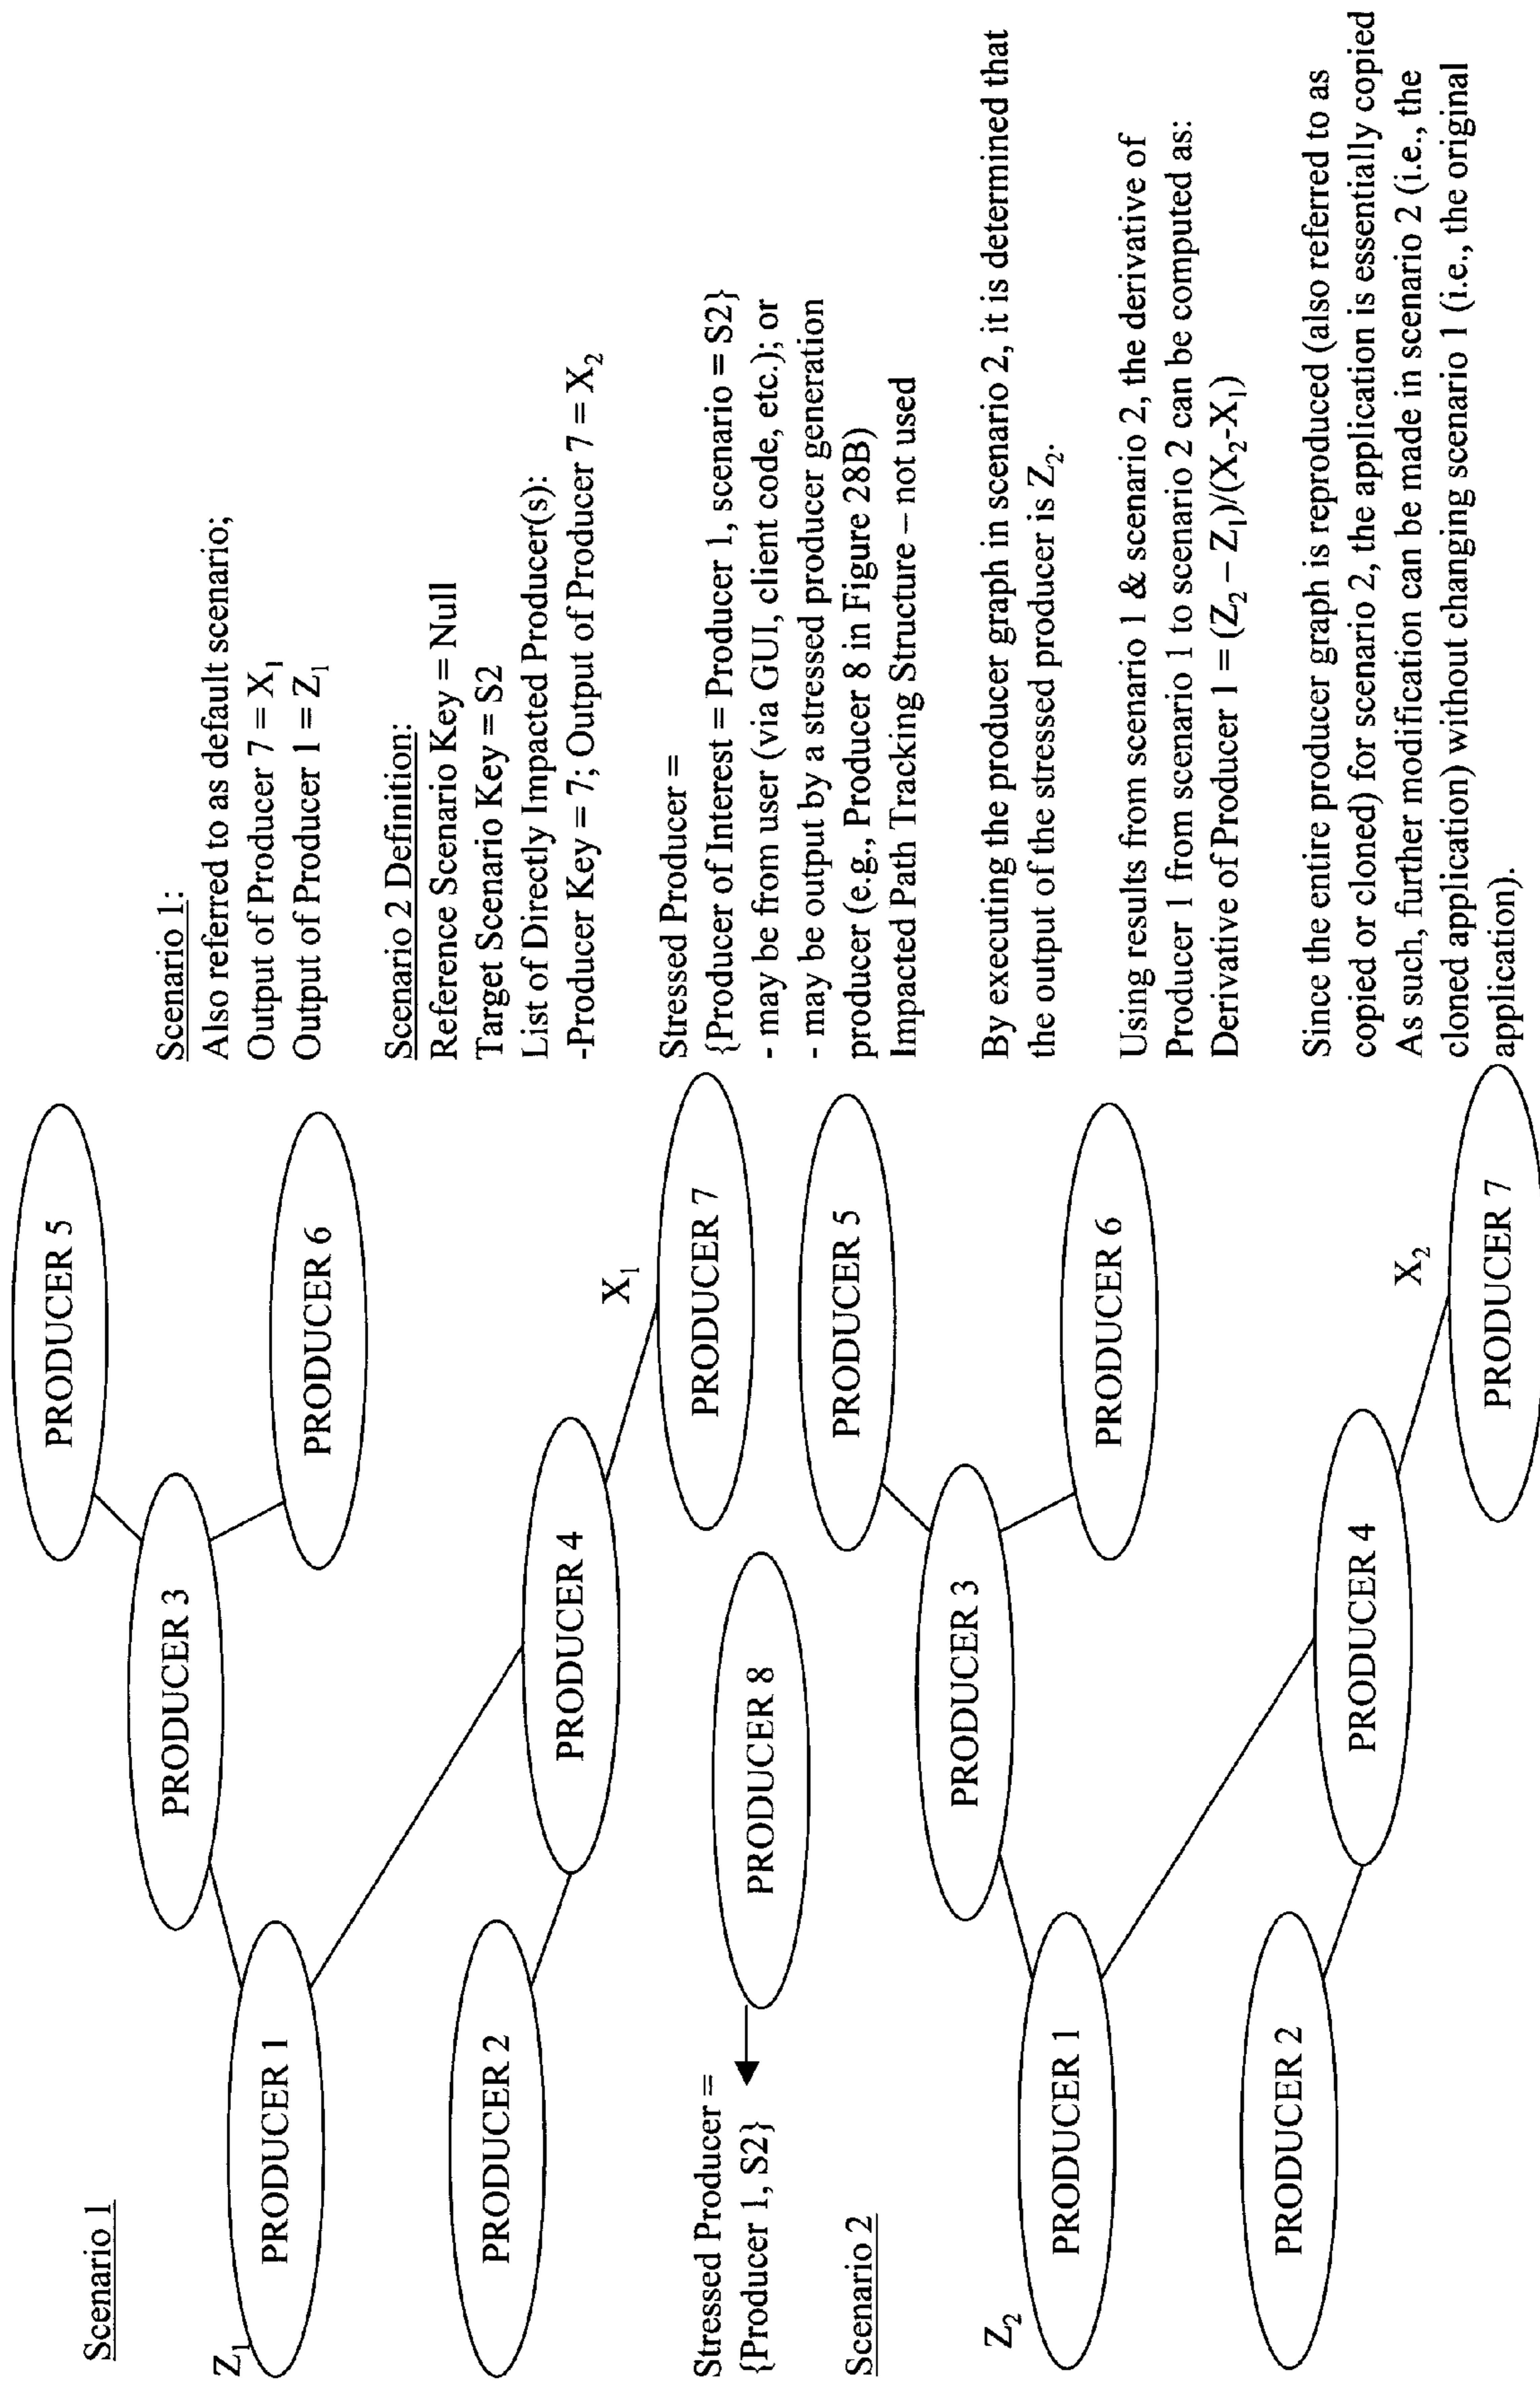 Scenario 1
Z₁
PRODUCER 1
PRODUCER 2
PRODUCER 3
PRODUCER 4
PRODUCER 5
PRODUCER 6
X₁
PRODUCER 7
Stressed Producer =
{Producer 1, S2}
PRODUCER 8
Scenario 2
Z₂
PRODUCER 1
PRODUCER 2
PRODUCER 3
PRODUCER 4
PRODUCER 5
PRODUCER 6
X₂
PRODUCER 7
Scenario 1:
Also referred to as default scenario;
Output of Producer 7 = X₁
Output of Producer 1 = Z₁
Scenario 2 Definition:
Reference Scenario Key = Null
Target Scenario Key = S2
List of Directly Impacted Producer(s):
-Producer Key = 7; Output of Producer 7 = X₂
Stressed Producer =
{Producer of Interest = Producer 1, scenario = S2}
- may be from user (via GUI, client code, etc.); or
- may be output by a stressed producer generation
producer (e.g., Producer 8 in Figure 28B)
Impacted Path Tracking Structure – not used
By executing the producer graph in scenario 2, it is determined that
the output of the stressed producer is Z₂.
Using results from scenario 1 & scenario 2, the derivative of
Producer 1 from scenario 1 to scenario 2 can be computed as:
Derivative of Producer 1 = (Z₂ – Z₁)/(X₂-X₁)
Since the entire producer graph is reproduced (also referred to as
copied or cloned) for scenario 2, the application is essentially copied
As such, further modification can be made in scenario 2 (i.e., the
cloned application) without changing scenario 1 (i.e., the original
application).